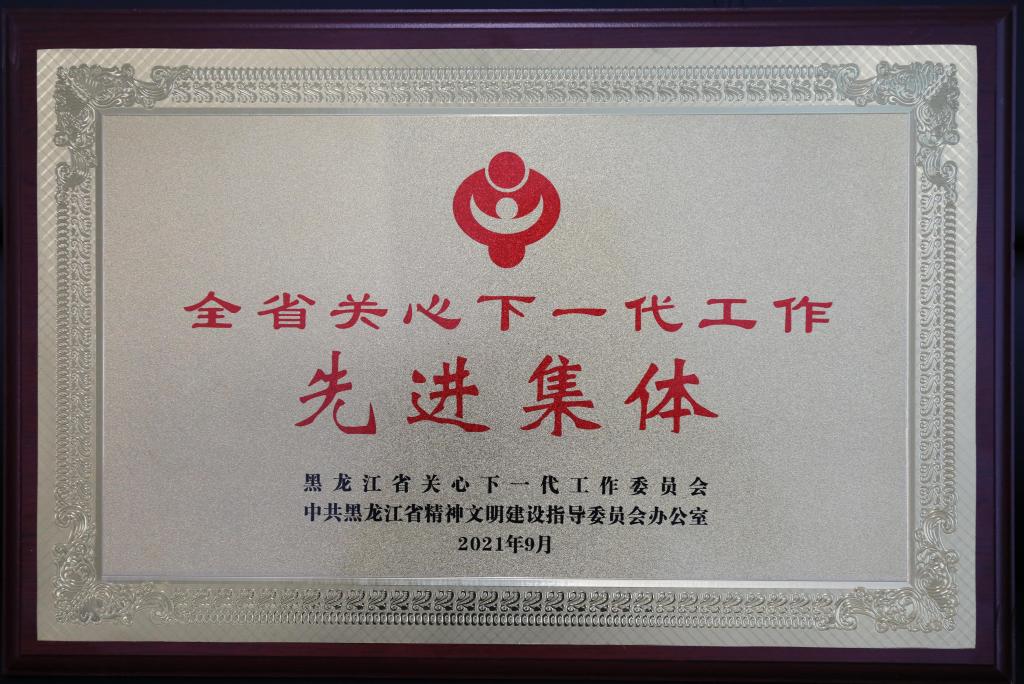 全省关心下一代工作
先进集体
黑龙江省关心下一代工作委员会
中共黑龙江省精神文明建设指导委员会办公室
2021年9月